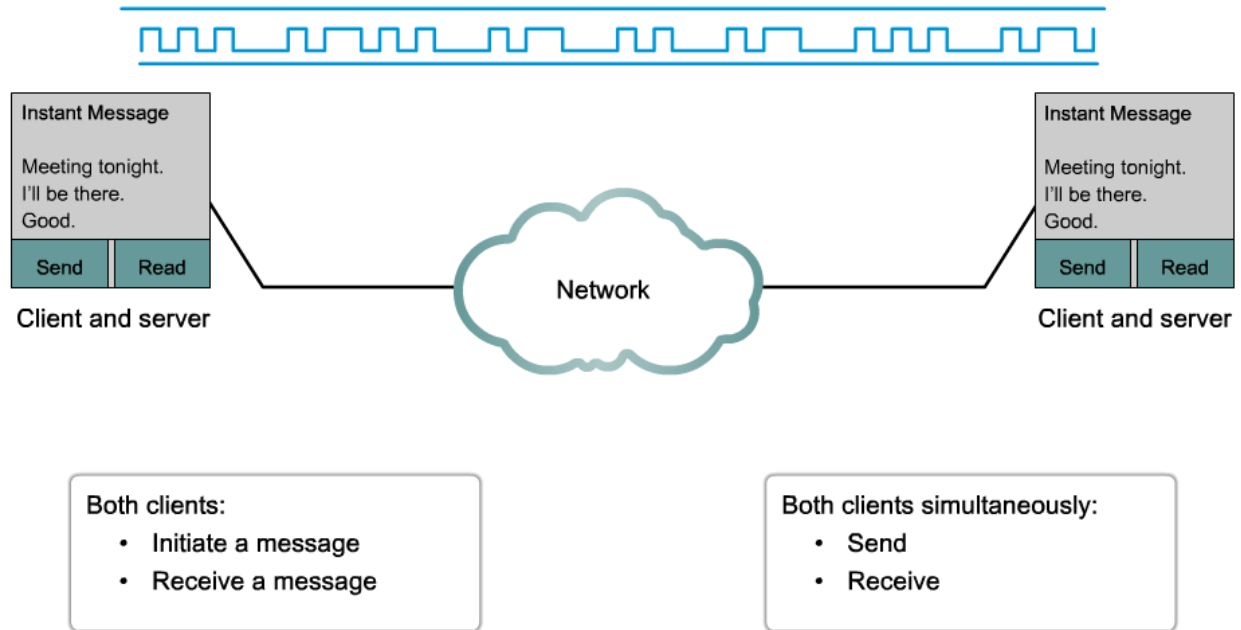 Instant Message
Meeting tonight.
I'll be there.
Good.
Send Read
Client and server
Network
Instant Message
Meeting tonight.
I'll be there.
Good.
Send Read
Client and server
Both clients:
• Initiate a message
• Receive a message
Both clients simultaneously:
• Send
• Receive